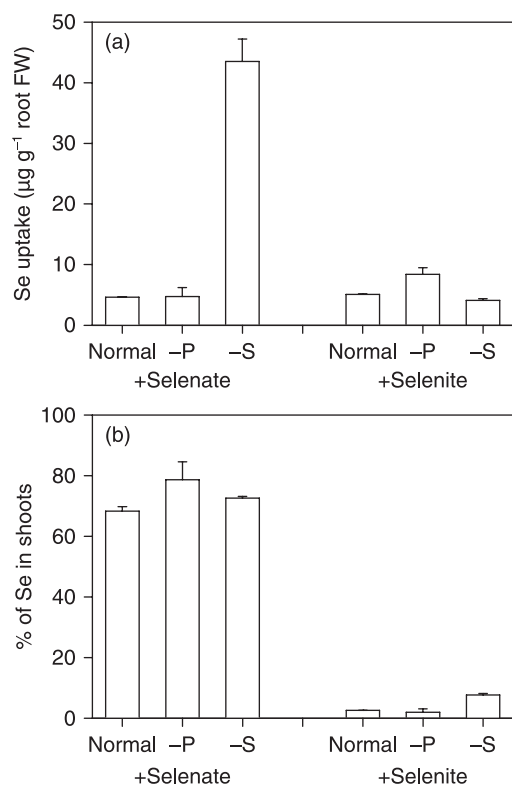 (a)
Se uptake (µg g⁻¹ root FW)
50
40
30
20
10
0
Normal –P –S Normal –P –S
+Selenate +Selenite
(b)
% of Se in shoots
100
80
60
40
20
0
Normal –P –S Normal –P –S
+Selenate +Selenite